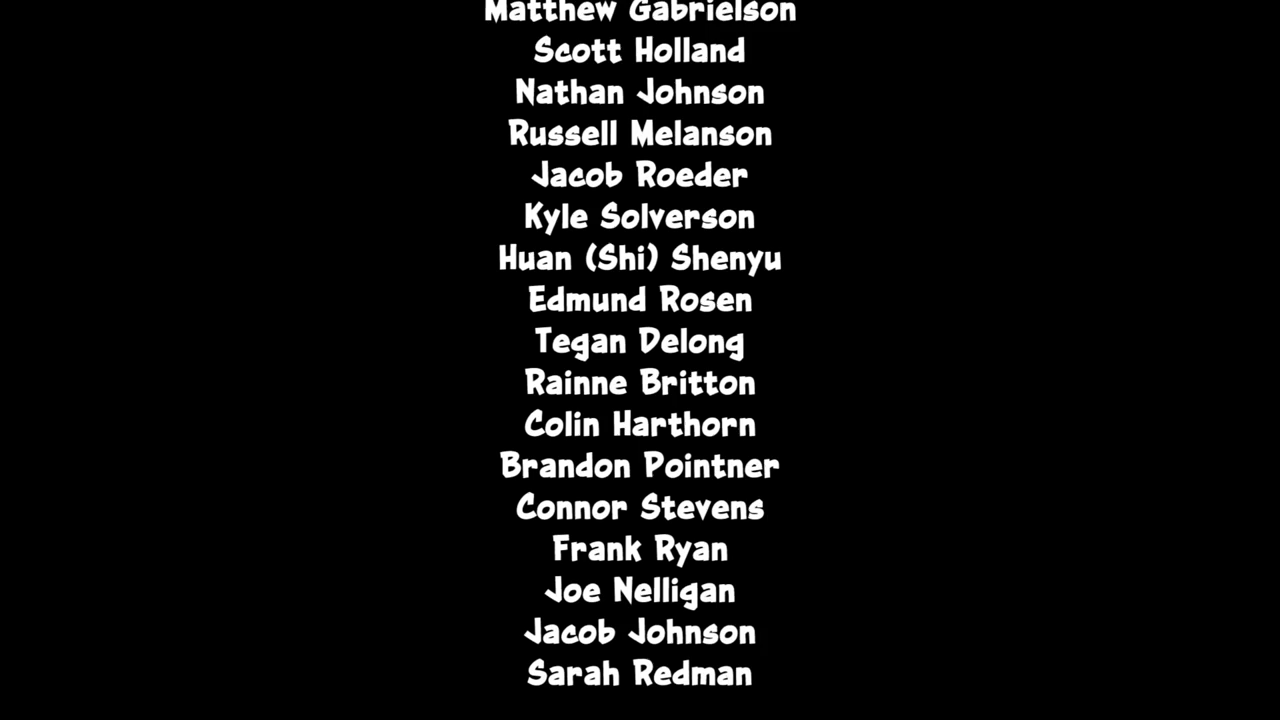 Matthew Gabrielson
Scott Holland
Nathan Johnson
Russell Melanson
Jacob Roeder
Kyle Solverson
Huan (Shi) Shenyu
Edmund Rosen
Tegan Delong
Rainne Britton
Colin Harthorn
Brandon Pointner
Connor Stevens
Frank Ryan
Joe Nelligan
Jacob Johnson
Sarah Redman